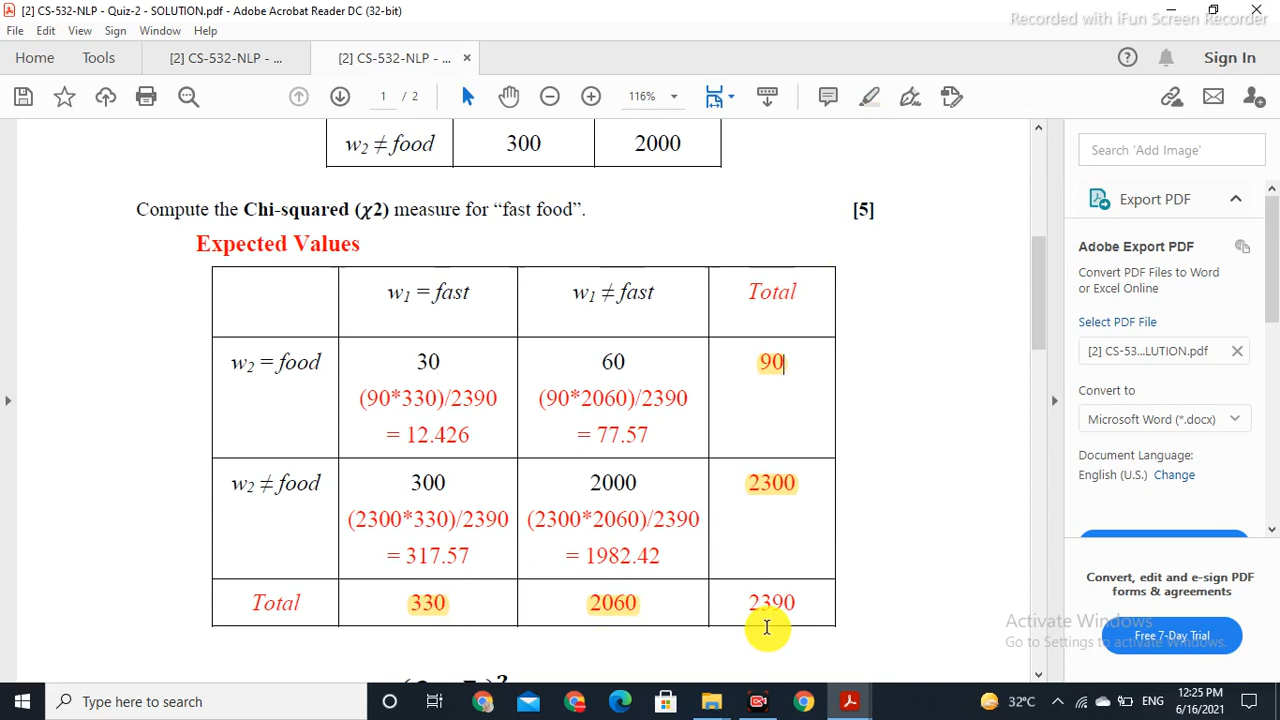 [2] CS-532-NLP - Quiz-2 - SOLUTION.pdf - Adobe Acrobat Reader DC (32-bit)
Recorded with iFun Screen Recorder
File Edit View Sign Window Help
Home Tools [2] CS-532-NLP - ... [2] CS-532-NLP - ... × Sign In
1 / 2 116%
w₂ ≠ food 300 2000
Compute the Chi-squared (χ2) measure for “fast food”. [5]
Expected Values
w₁ = fast w₁ ≠ fast Total
w₂ = food 30 60 90
(90*330)/2390 (90*2060)/2390
= 12.426 = 77.57
w₂ ≠ food 300 2000 2300
(2300*330)/2390 (2300*2060)/2390
= 317.57 = 1982.42
Total 330 2060 2390
Search 'Add Image'
Export PDF
Adobe Export PDF
Convert PDF Files to Word
or Excel Online
Select PDF File
[2] CS-53...LUTION.pdf
Convert to
Microsoft Word (*.docx)
Document Language:
English (U.S.) Change
Convert, edit and e-sign PDF
forms & agreements
Free 7-Day Trial
Activate Windows
Go to Settings to activate Windows.
Type here to search
32°C ENG 12:25 PM
6/16/2021